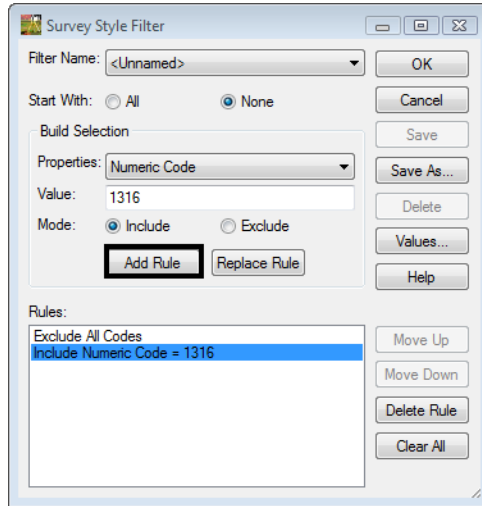 Survey Style Filter
Filter Name: <Unnamed> OK
Start With: All None Cancel
Build Selection Save
Properties: Numeric Code Save As...
Value: 1316 Delete
Mode: Include Exclude Values...
Add Rule Replace Rule Help
Rules:
Exclude All Codes Move Up
Include Numeric Code = 1316
Move Down
Delete Rule
Clear All